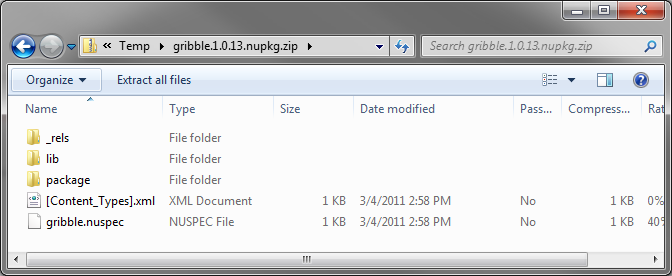 « Temp ▸ gribble.1.0.13.nupkg.zip ▸ Search gribble.1.0.13.nupkg.zip
Organize ▾ Extract all files
Name Type Size Date modified Pass... Compress... Rat
_rels File folder
lib File folder
package File folder
[Content_Types].xml XML Document 1 KB 3/4/2011 2:58 PM No 1 KB 0%
gribble.nuspec NUSPEC File 1 KB 3/4/2011 2:58 PM No 1 KB 40%